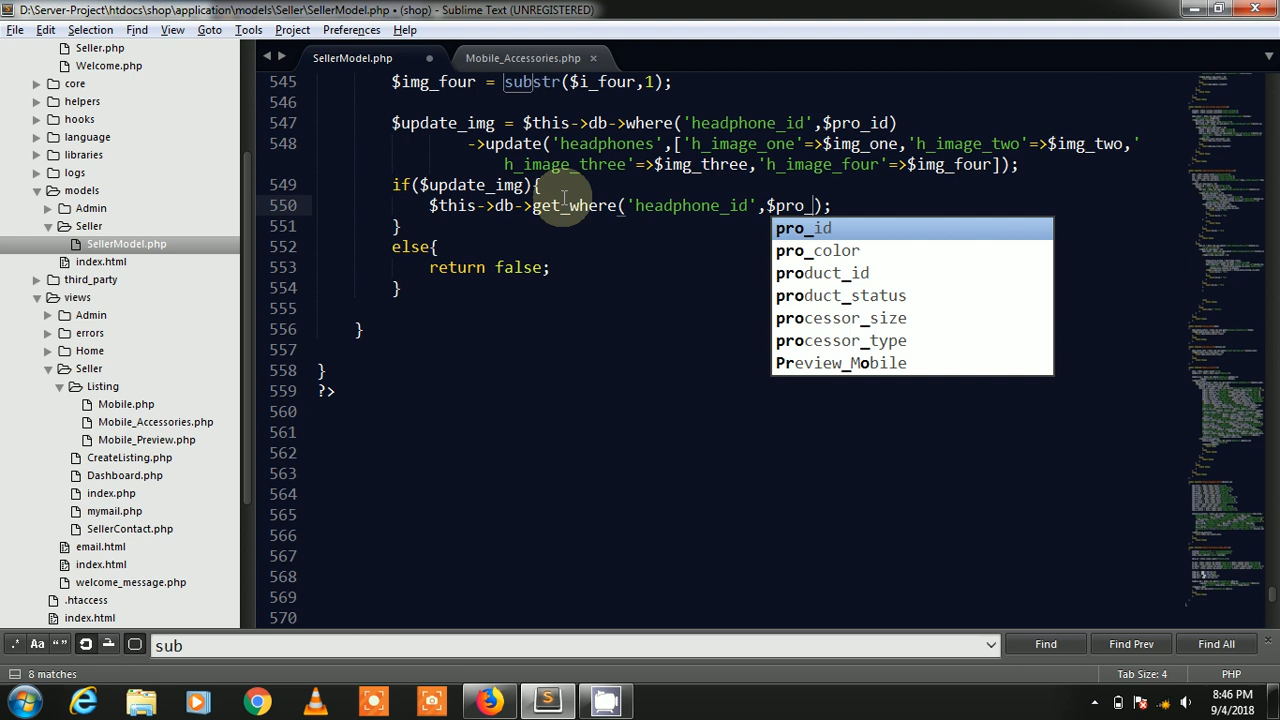 D:\Server-Project\htdocs\shop\application\models\Seller\SellerModel.php • (shop) - Sublime Text (UNREGISTERED)
File Edit Selection Find View Goto Tools Project Preferences Help
Seller.php
Welcome.php
core
helpers
hooks
language
libraries
logs
models
Admin
Seller
SellerModel.php
index.html
third_party
views
Admin
errors
Home
Seller
Listing
Mobile.php
Mobile_Accessories.php
Mobile_Preview.php
CreateListing.php
Dashboard.php
index.php
mymail.php
SellerContact.php
email.html
index.html
welcome_message.php
.htaccess
index.html
SellerModel.php
Mobile_Accessories.php ×
545 $img_four = substr($i_four,1);
546
547 $update_img = $this->db->where('headphone_id',$pro_id)
548 ->update('headphones',['h_image_one'=>$img_one,'h_image_two'=>$img_two,'
h_image_three'=>$img_three,'h_image_four'=>$img_four]);
549 if($update_img){
550 $this->db->get_where('headphone_id',$pro_);
551 }
552 else{
553 return false;
554 }
555
556 }
557
558 }
559 ?>
560
561
562
563
564
565
566
567
568
569
570
pro_id
pro_color
product_id
product_status
processor_size
processor_type
Preview_Mobile
.* Aa “ ” sub Find Find Prev Find All
8 matches Tab Size: 4 PHP
8:46 PM
9/4/2018